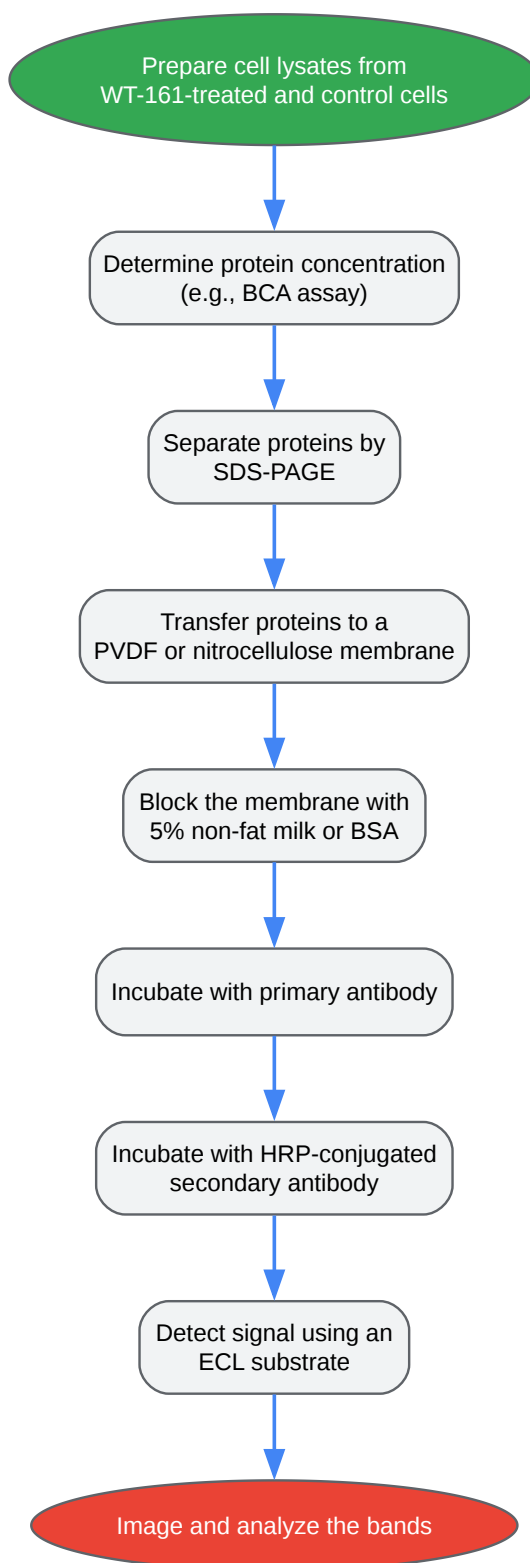 Prepare cell lysates from
WT-161-treated and control cells
Determine protein concentration
(e.g., BCA assay)
Separate proteins by
SDS-PAGE
Transfer proteins to a
PVDF or nitrocellulose membrane
Block the membrane with
5% non-fat milk or BSA
Incubate with primary antibody
Incubate with HRP-conjugated
secondary antibody
Detect signal using an
ECL substrate
Image and analyze the bands